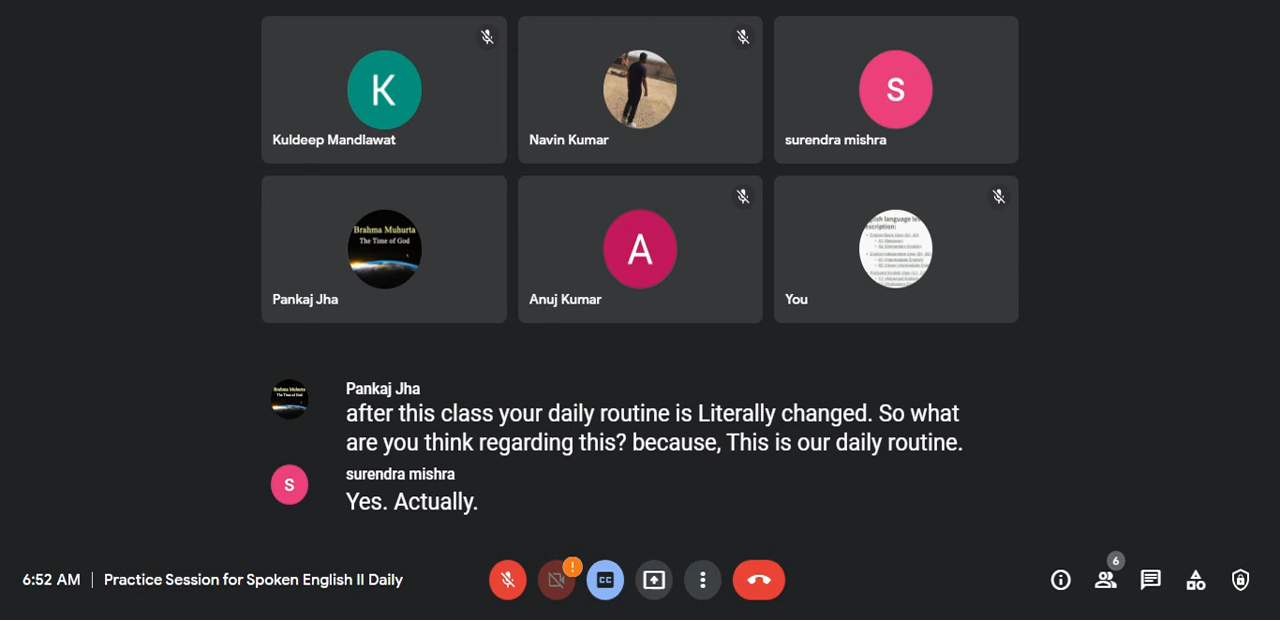 K
Kuldeep Mandlawat
Navin Kumar
S
surendra mishra
Brahma Muhurta
The Time of God
Pankaj Jha
A
Anuj Kumar
You
Pankaj Jha
after this class your daily routine is Literally changed. So what
are you think regarding this? because, This is our daily routine.
S
surendra mishra
Yes. Actually.
6:52 AM | Practice Session for Spoken English II Daily
!
CC
6